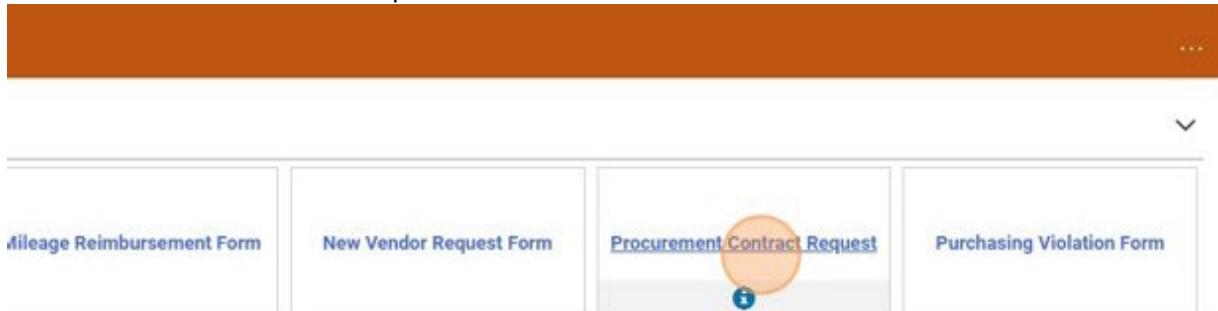 Mileage Reimbursement Form
New Vendor Request Form
Procurement Contract Request
Purchasing Violation Form